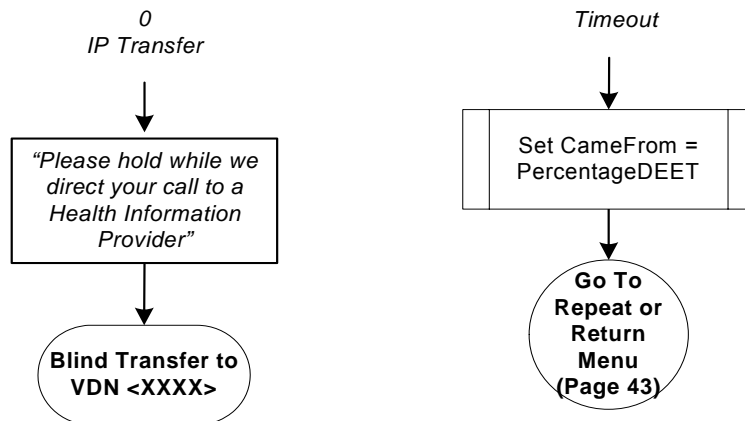 0
IP Transfer
“Please hold while we
direct your call to a
Health Information
Provider”
Blind Transfer to
VDN <XXXX>
Timeout
Set CameFrom =
PercentageDEET
Go To
Repeat or
Return
Menu
(Page 43)